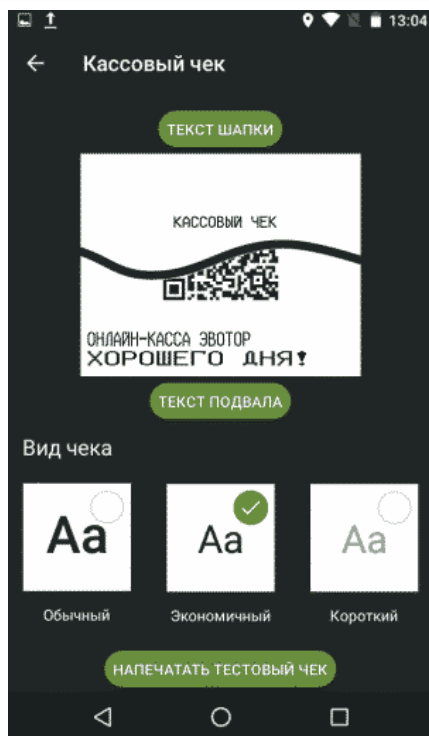 13:04
Кассовый чек
ТЕКСТ ШАПКИ
КАССОВЫЙ ЧЕК
ОНЛАЙН-КАССА ЭВОТОР
ХОРОШЕГО ДНЯ!
ТЕКСТ ПОДВАЛА
Вид чека
Aa Aa Aa
Обычный Экономичный Короткий
НАПЕЧАТАТЬ ТЕСТОВЫЙ ЧЕК